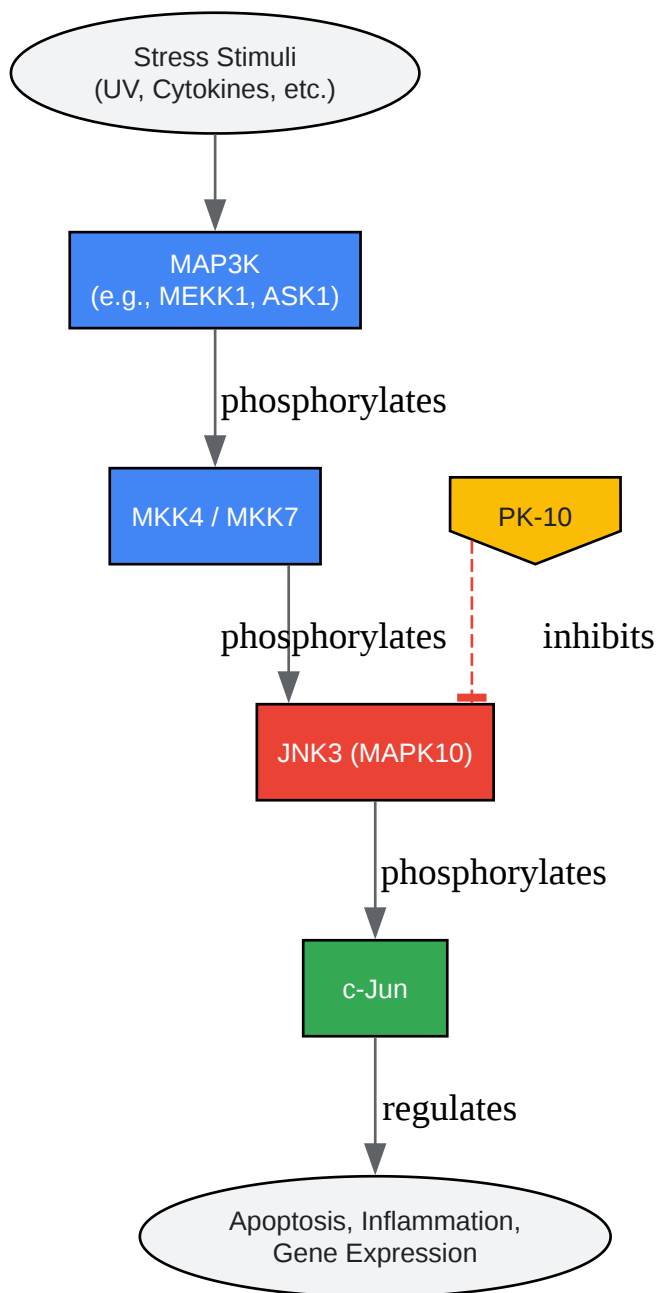 Stress Stimuli
(UV, Cytokines, etc.)
MAP3K
(e.g., MEKK1, ASK1)
phosphorylates
MKK4 / MKK7
PK-10
phosphorylates
inhibits
JNK3 (MAPK10)
phosphorylates
c-Jun
regulates
Apoptosis, Inflammation,
Gene Expression